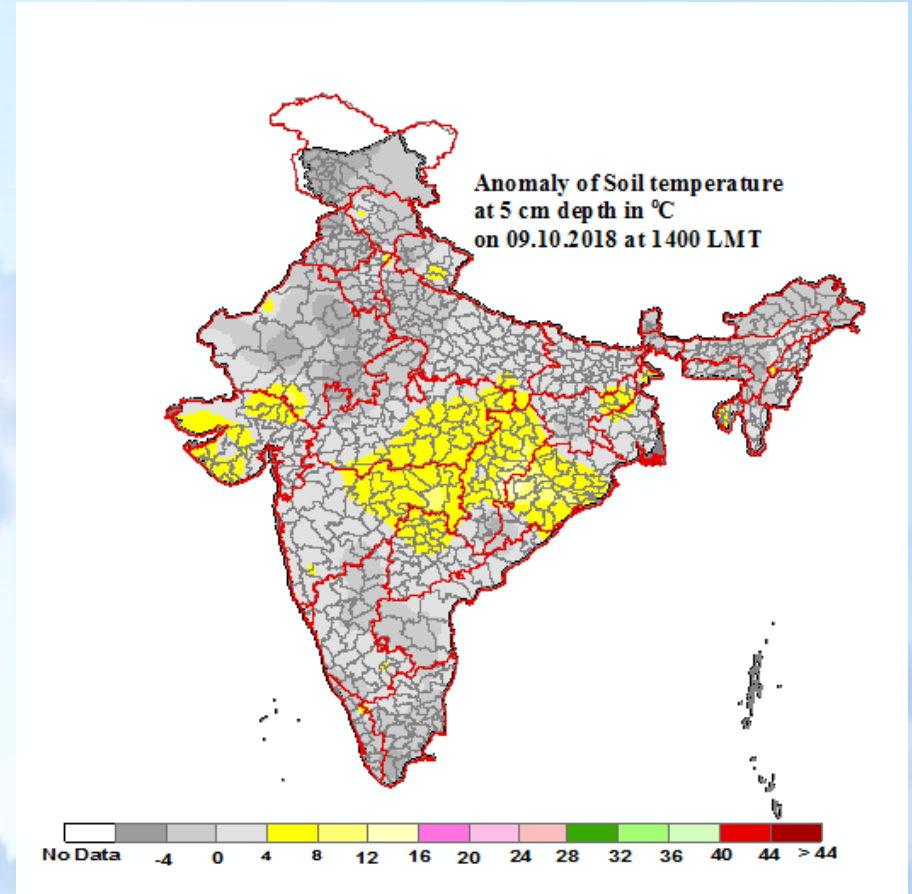 Anomaly of Soil temperature
at 5 cm depth in ⁰C
on 09.10.2018 at 1400 LMT
No Data -4 0 4 8 12 16 20 24 28 32 36 40 44 > 44